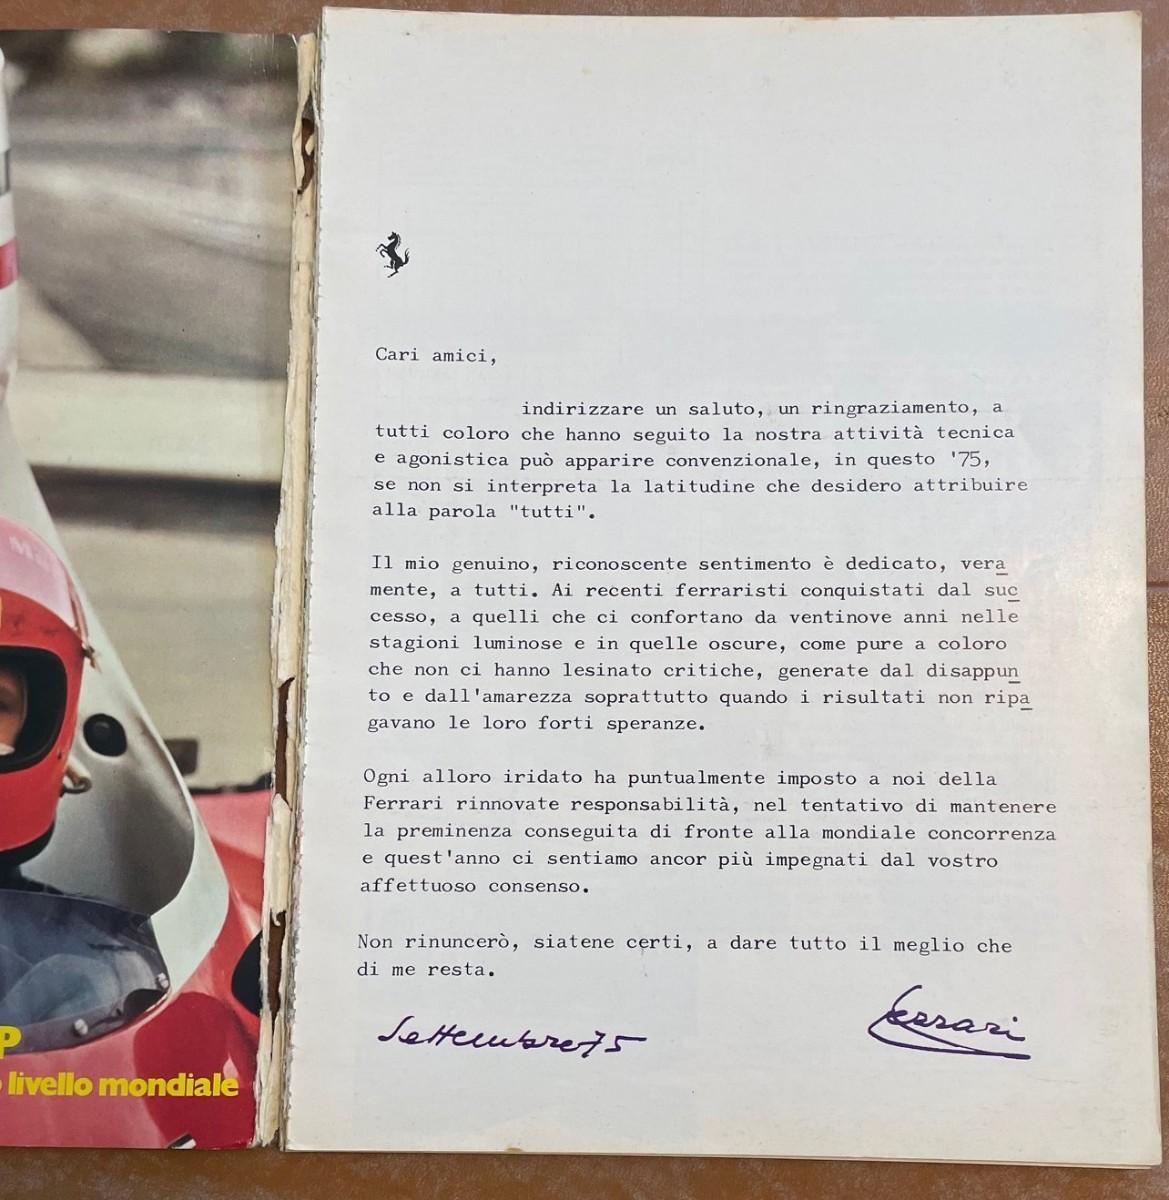 P
livello mondiale
Cari amici,
indirizzare un saluto, un ringraziamento, a
tutti coloro che hanno seguito la nostra attività tecnica
e agonistica può apparire convenzionale, in questo '75,
se non si interpreta la latitudine che desidero attribuire
alla parola "tutti".
Il mio genuino, riconoscente sentimento è dedicato, vera
mente, a tutti. Ai recenti ferraristi conquistati dal suc
cesso, a quelli che ci confortano da ventinove anni nelle
stagioni luminose e in quelle oscure, come pure a coloro
che non ci hanno lesinato critiche, generate dal disappun
to e dall'amarezza soprattutto quando i risultati non ripa
gavano le loro forti speranze.
Ogni alloro iridato ha puntualmente imposto a noi della
Ferrari rinnovate responsabilità, nel tentativo di mantenere
la preminenza conseguita di fronte alla mondiale concorrenza
e quest'anno ci sentiamo ancor più impegnati dal vostro
affettuoso consenso.
Non rinuncerò, siatene certi, a dare tutto il meglio che
di me resta.
Settembre 75
Ferrari